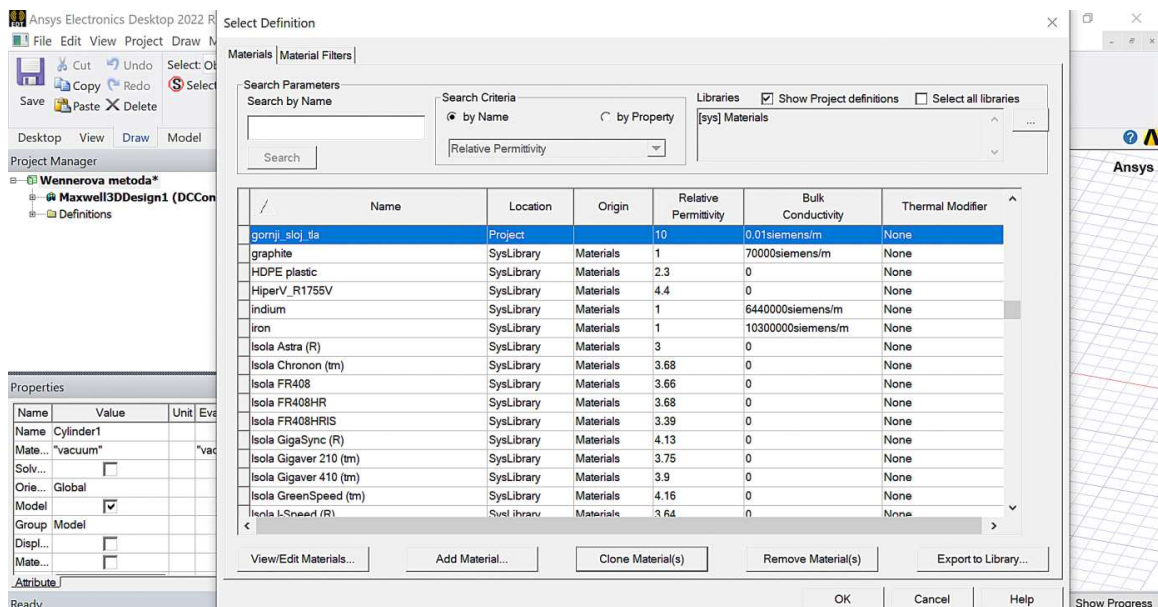 Ansys Electronics Desktop 2022 R
Select Definition
File Edit View Project Draw
Cut Undo Select: Ob
Copy Redo Select
Save Paste Delete
Desktop View Draw Model
Materials Material Filters
Search Parameters
Search by Name
Search
Search Criteria
by Name by Property
Relative Permittivity
Libraries Show Project definitions Select all libraries
[sys] Materials
...
Ansys
Project Manager
Wennerova metoda*
Maxwell3DDesign1 (DCCon
Definitions
/ Name Location Origin Relative Permittivity Bulk Conductivity Thermal Modifier
gornji_sloj_tla Project 10 0.01siemens/m None
graphite SysLibrary Materials 1 70000siemens/m None
HDPE plastic SysLibrary Materials 2.3 0 None
HiperV_R1755V SysLibrary Materials 4.4 0 None
indium SysLibrary Materials 1 6440000siemens/m None
iron SysLibrary Materials 1 10300000siemens/m None
Isola Astra (R) SysLibrary Materials 3 0 None
Isola Chronon (tm) SysLibrary Materials 3.68 0 None
Isola FR408 SysLibrary Materials 3.66 0 None
Isola FR408HR SysLibrary Materials 3.68 0 None
Isola FR408HRIS SysLibrary Materials 3.39 0 None
Isola GigaSync (R) SysLibrary Materials 4.13 0 None
Isola Gigaver 210 (tm) SysLibrary Materials 3.75 0 None
Isola Gigaver 410 (tm) SysLibrary Materials 3.9 0 None
Isola GreenSpeed (tm) SysLibrary Materials 4.16 0 None
Isola I-Speed (R) SysLibrary Materials 3.64 0 None
Properties
Name Value Unit Eva
Name Cylinder1
Mate... "vacuum" "vac
Solv...
Orie... Global
Model
Group Model
Displ...
Mate...
Attribute
View/Edit Materials... Add Material... Clone Material(s) Remove Material(s) Export to Library...
OK Cancel Help
Ready
Show Progress